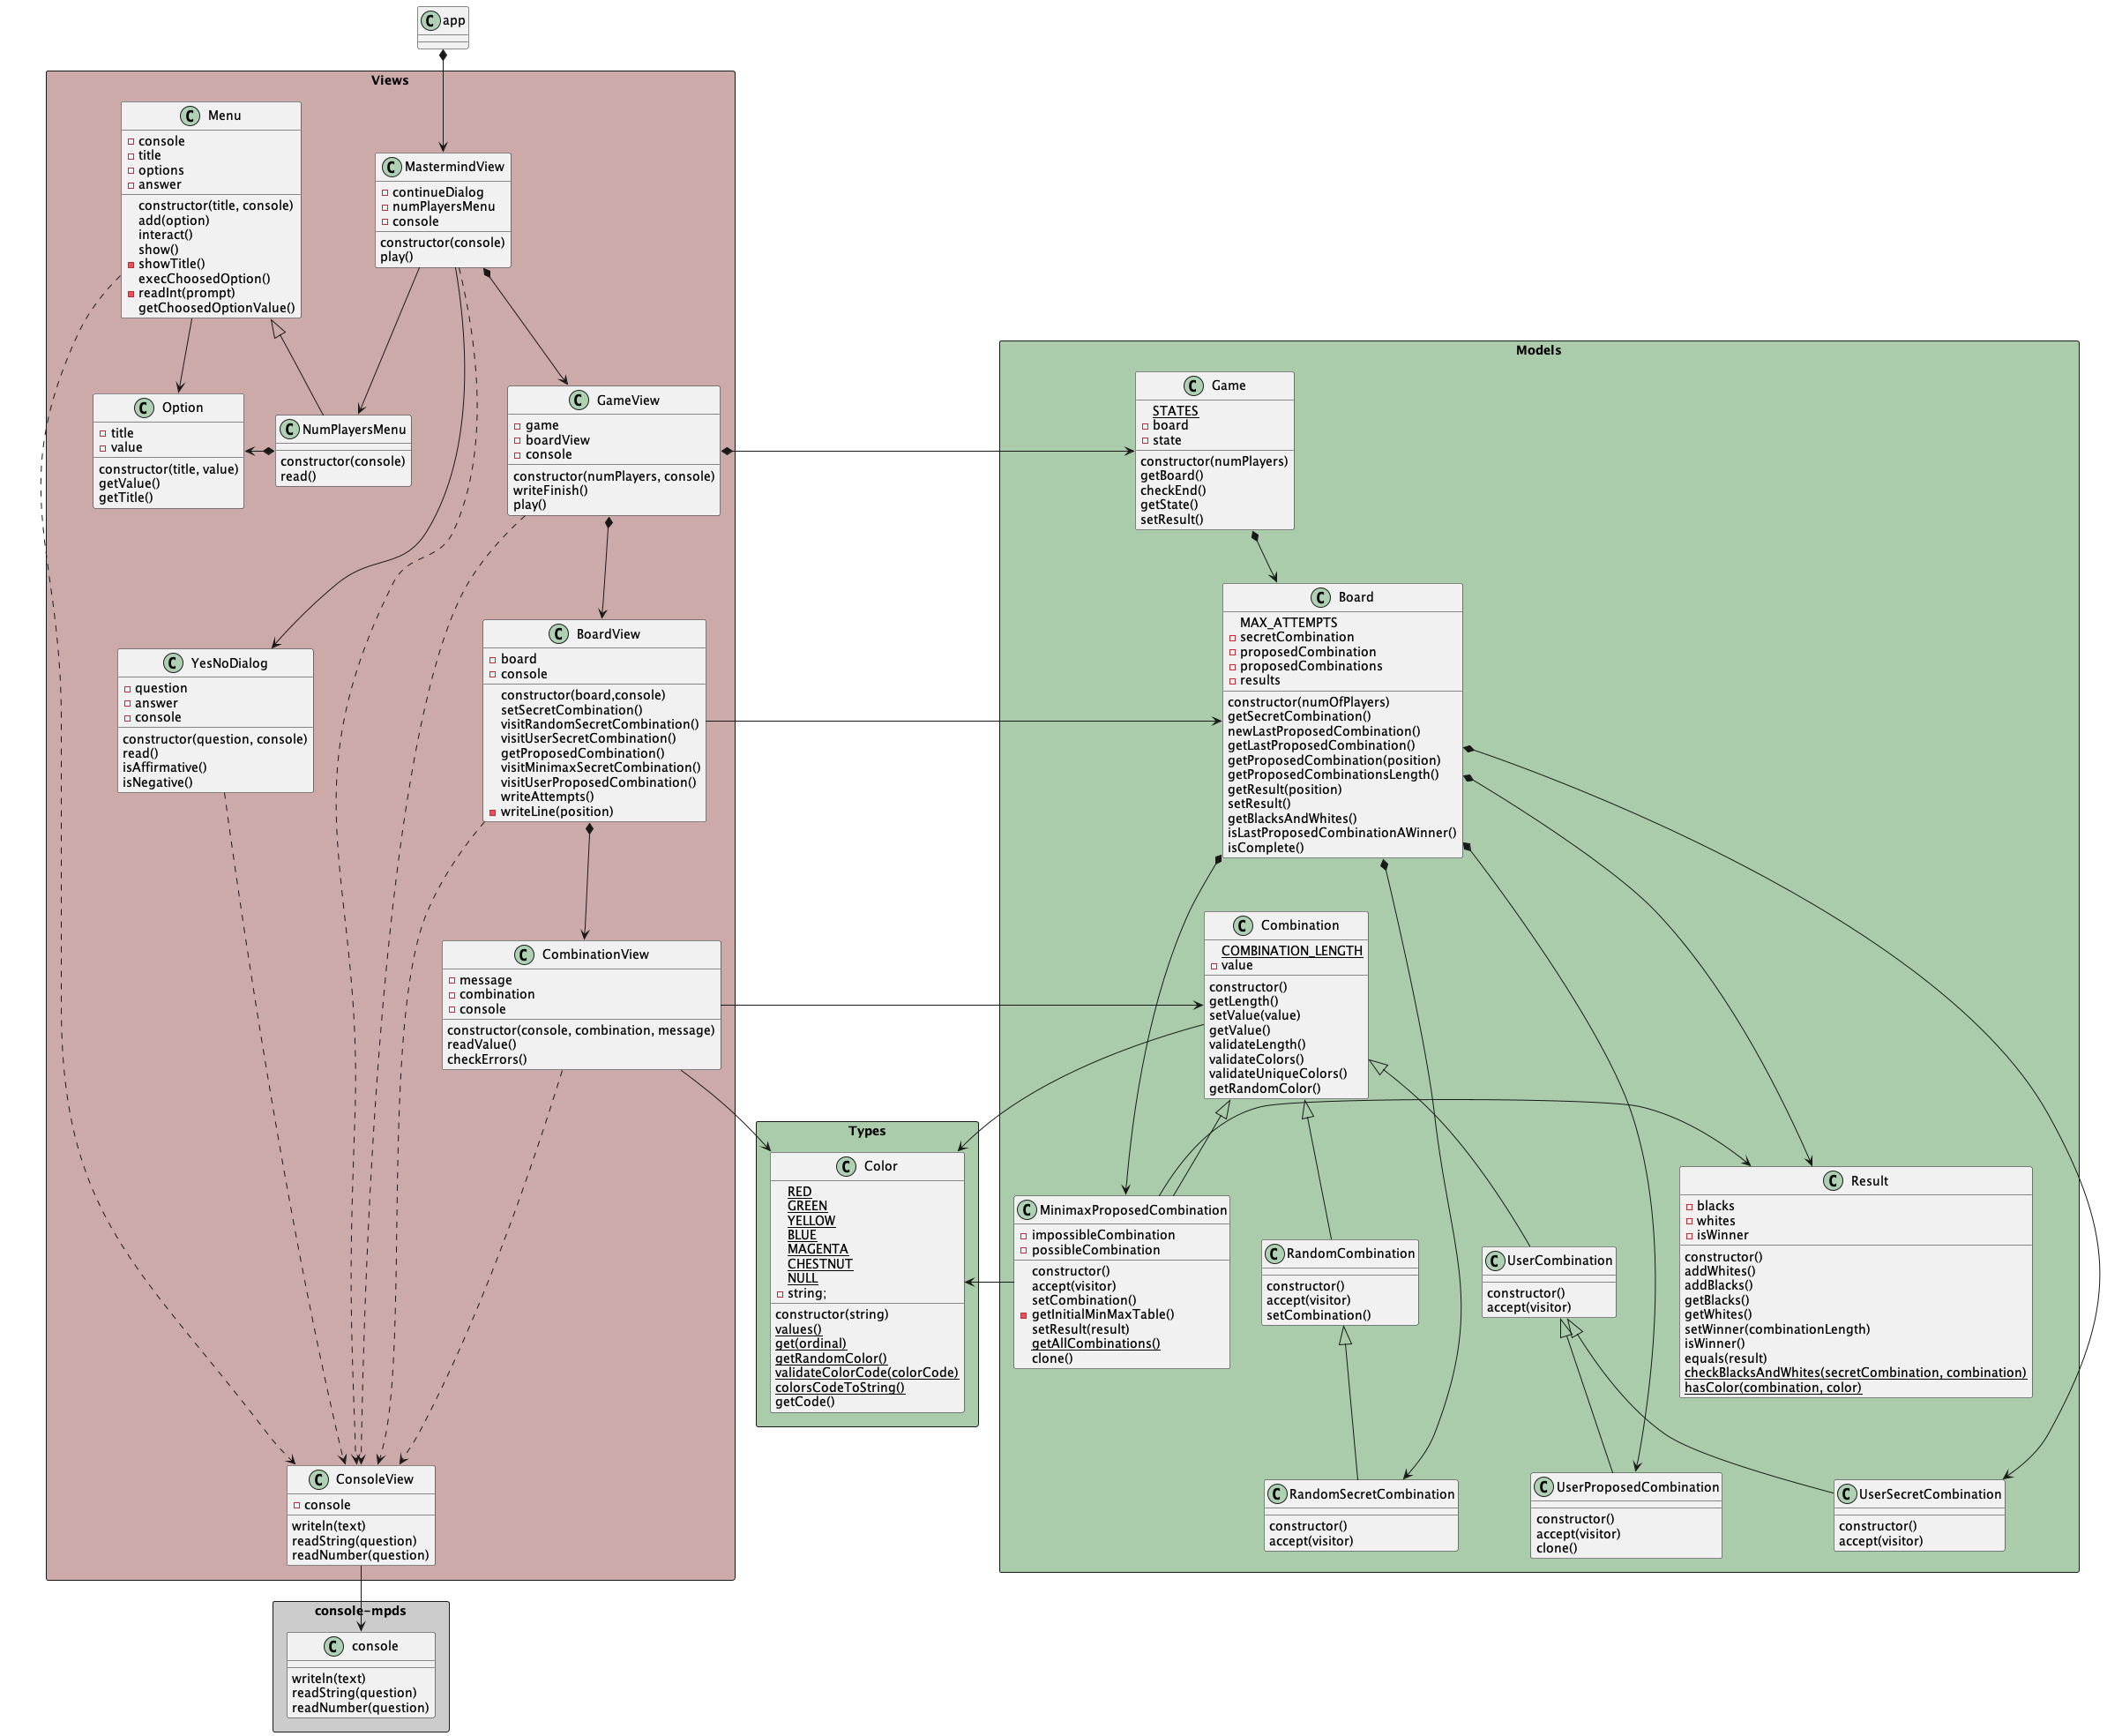 app
Views
Menu
console
title
options
answer
constructor(title, console)
add(option)
interact()
show()
showTitle()
execChoosedOption()
readInt(prompt)
getChoosedOptionValue()
MastermindView
continueDialog
numPlayersMenu
console
constructor(console)
play()
Option
title
value
constructor(title, value)
getValue()
getTitle()
NumPlayersMenu
constructor(console)
read()
GameView
game
boardView
console
constructor(numPlayers, console)
writeFinish()
play()
YesNoDialog
question
answer
console
constructor(question, console)
read()
isAffirmative()
isNegative()
BoardView
board
console
constructor(board,console)
setSecretCombination()
visitRandomSecretCombination()
visitUserSecretCombination()
getProposedCombination()
visitMinimaxSecretCombination()
visitUserProposedCombination()
writeAttempts()
writeLine(position)
CombinationView
message
combination
console
constructor(console, combination, message)
readValue()
checkErrors()
ConsoleView
console
writeln(text)
readString(question)
readNumber(question)
console-mpds
console
writeln(text)
readString(question)
readNumber(question)
Types
Color
RED
GREEN
YELLOW
BLUE
MAGENTA
CHESTNUT
NULL
string;
constructor(string)
values()
get(ordinal)
getRandomColor()
validateColorCode(colorCode)
colorsCodeToString()
getCode()
Models
Game
STATES
board
state
constructor(numPlayers)
getBoard()
checkEnd()
getState()
setResult()
Board
MAX_ATTEMPTS
secretCombination
proposedCombination
proposedCombinations
results
constructor(numOfPlayers)
getSecretCombination()
newLastProposedCombination()
getLastProposedCombination()
getProposedCombination(position)
getProposedCombinationsLength()
getResult(position)
setResult()
getBlacksAndWhites()
isLastProposedCombinationAWinner()
isComplete()
Combination
COMBINATION_LENGTH
value
constructor()
getLength()
setValue(value)
getValue()
validateLength()
validateColors()
validateUniqueColors()
getRandomColor()
MinimaxProposedCombination
impossibleCombination
possibleCombination
constructor()
accept(visitor)
setCombination()
getInitialMinMaxTable()
setResult(result)
getAllCombinations()
clone()
RandomCombination
constructor()
accept(visitor)
setCombination()
UserCombination
constructor()
accept(visitor)
Result
blacks
whites
isWinner
constructor()
addWhites()
addBlacks()
getBlacks()
getWhites()
setWinner(combinationLength)
isWinner()
equals(result)
checkBlacksAndWhites(secretCombination, combination)
hasColor(combination, color)
RandomSecretCombination
constructor()
accept(visitor)
UserProposedCombination
constructor()
accept(visitor)
clone()
UserSecretCombination
constructor()
accept(visitor)